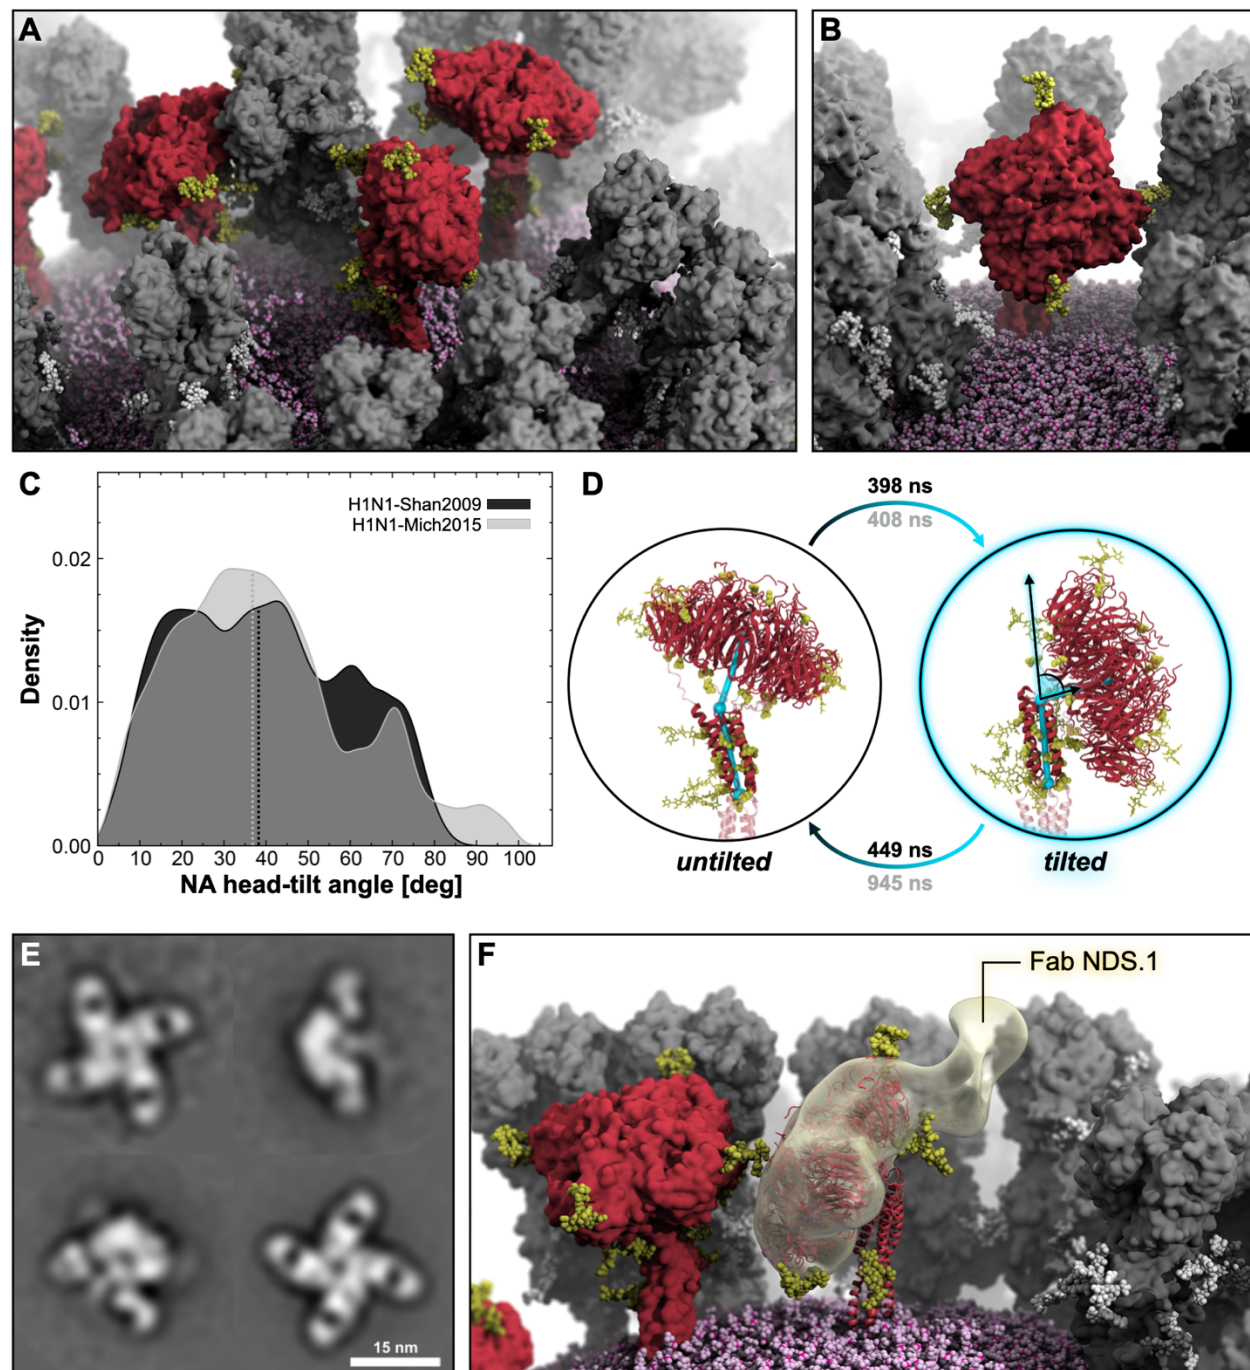 A
B
C
H1N1-Shan2009
H1N1-Mich2015
0.02
0.01
0.00
Density
0 10 20 30 40 50 60 70 80 90 100
NA head-tilt angle [deg]
D
398 ns
408 ns
untilted
tilted
449 ns
945 ns
E
15 nm
F
Fab NDS.1